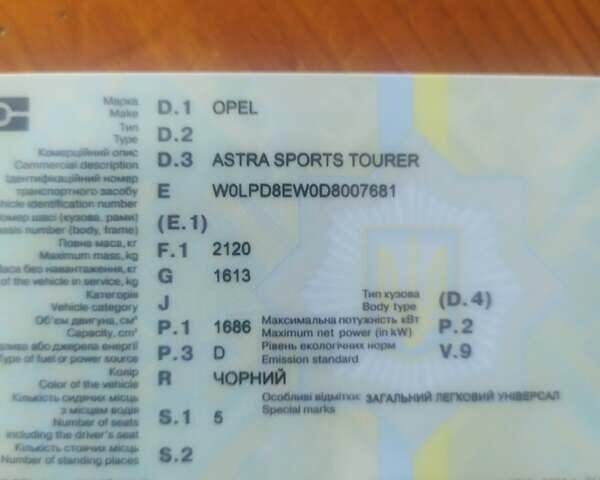 Марка D.1 OPEL
Make
Тип D.2
Type
Комерційний опис D.3 ASTRA SPORTS TOURER
Commercial description
Ідентифікаційний номер
транспортного засобу E W0LPD8EW0D8007681
vehicle identification number
номер шасі (кузова, рами) (E.1)
number (body, frame)
Повна маса, кг F.1 2120
Maximum mass, kg
Маса без навантаження, кг G 1613
of the vehicle in service, kg
Категорія J Тип кузова (D.4)
Vehicle category Body type
Об'єм двигуна, см³ P.1 1686 Максимальна потужність кВт P.2
Capacity, cm³ Maximum net power (in kW)
або джерела енергії P.3 D Рівень екологічних норм V.9
Type of fuel or power source Emission standard
Колір R ЧОРНИЙ
Color of the vehicle
Кількість сидячих місць Особливі відмітки: ЗАГАЛЬНИЙ ЛЕГКОВИЙ УНІВЕРСАЛ
з місцем водія S.1 5 Special marks
Number of seats
including the driver's seat
Кількість стоячих місць S.2
Number of standing places